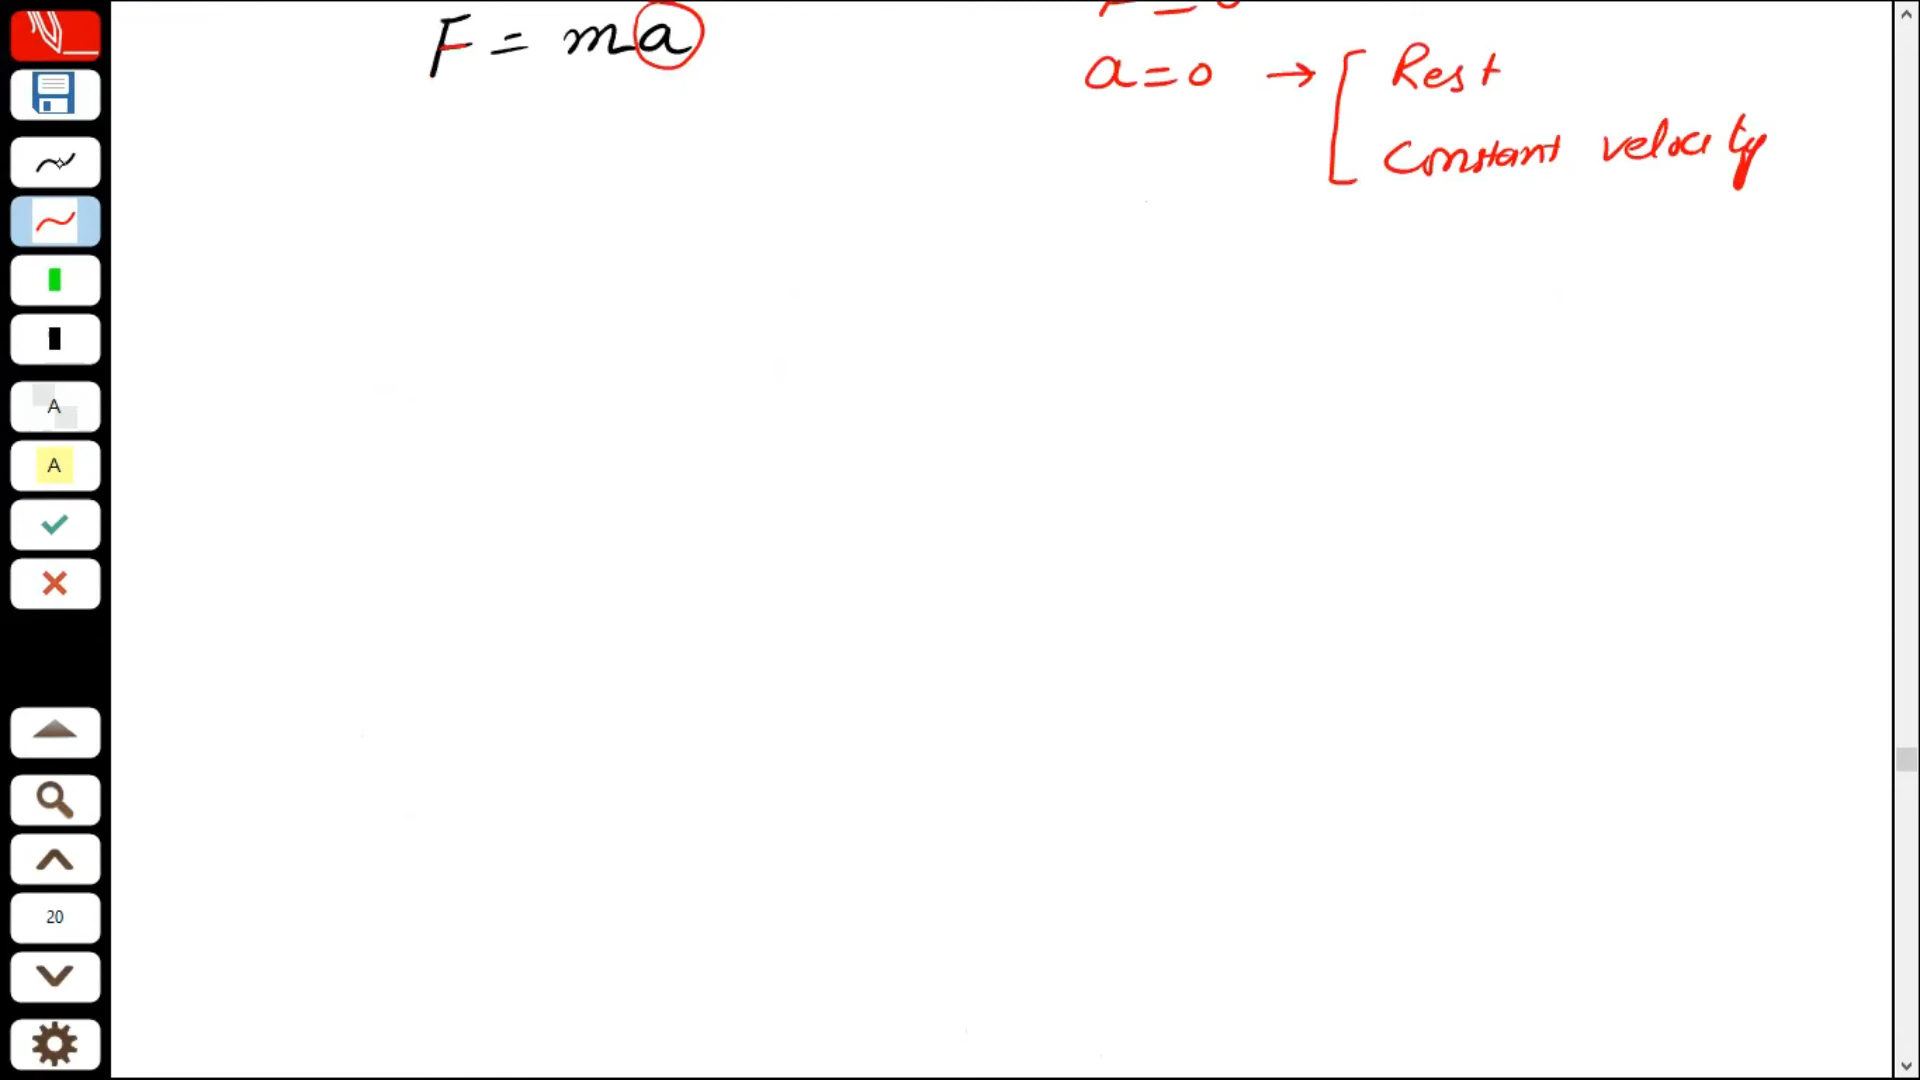 F = ma
a = 0 → [ Rest
Constant velocity
A
A
20